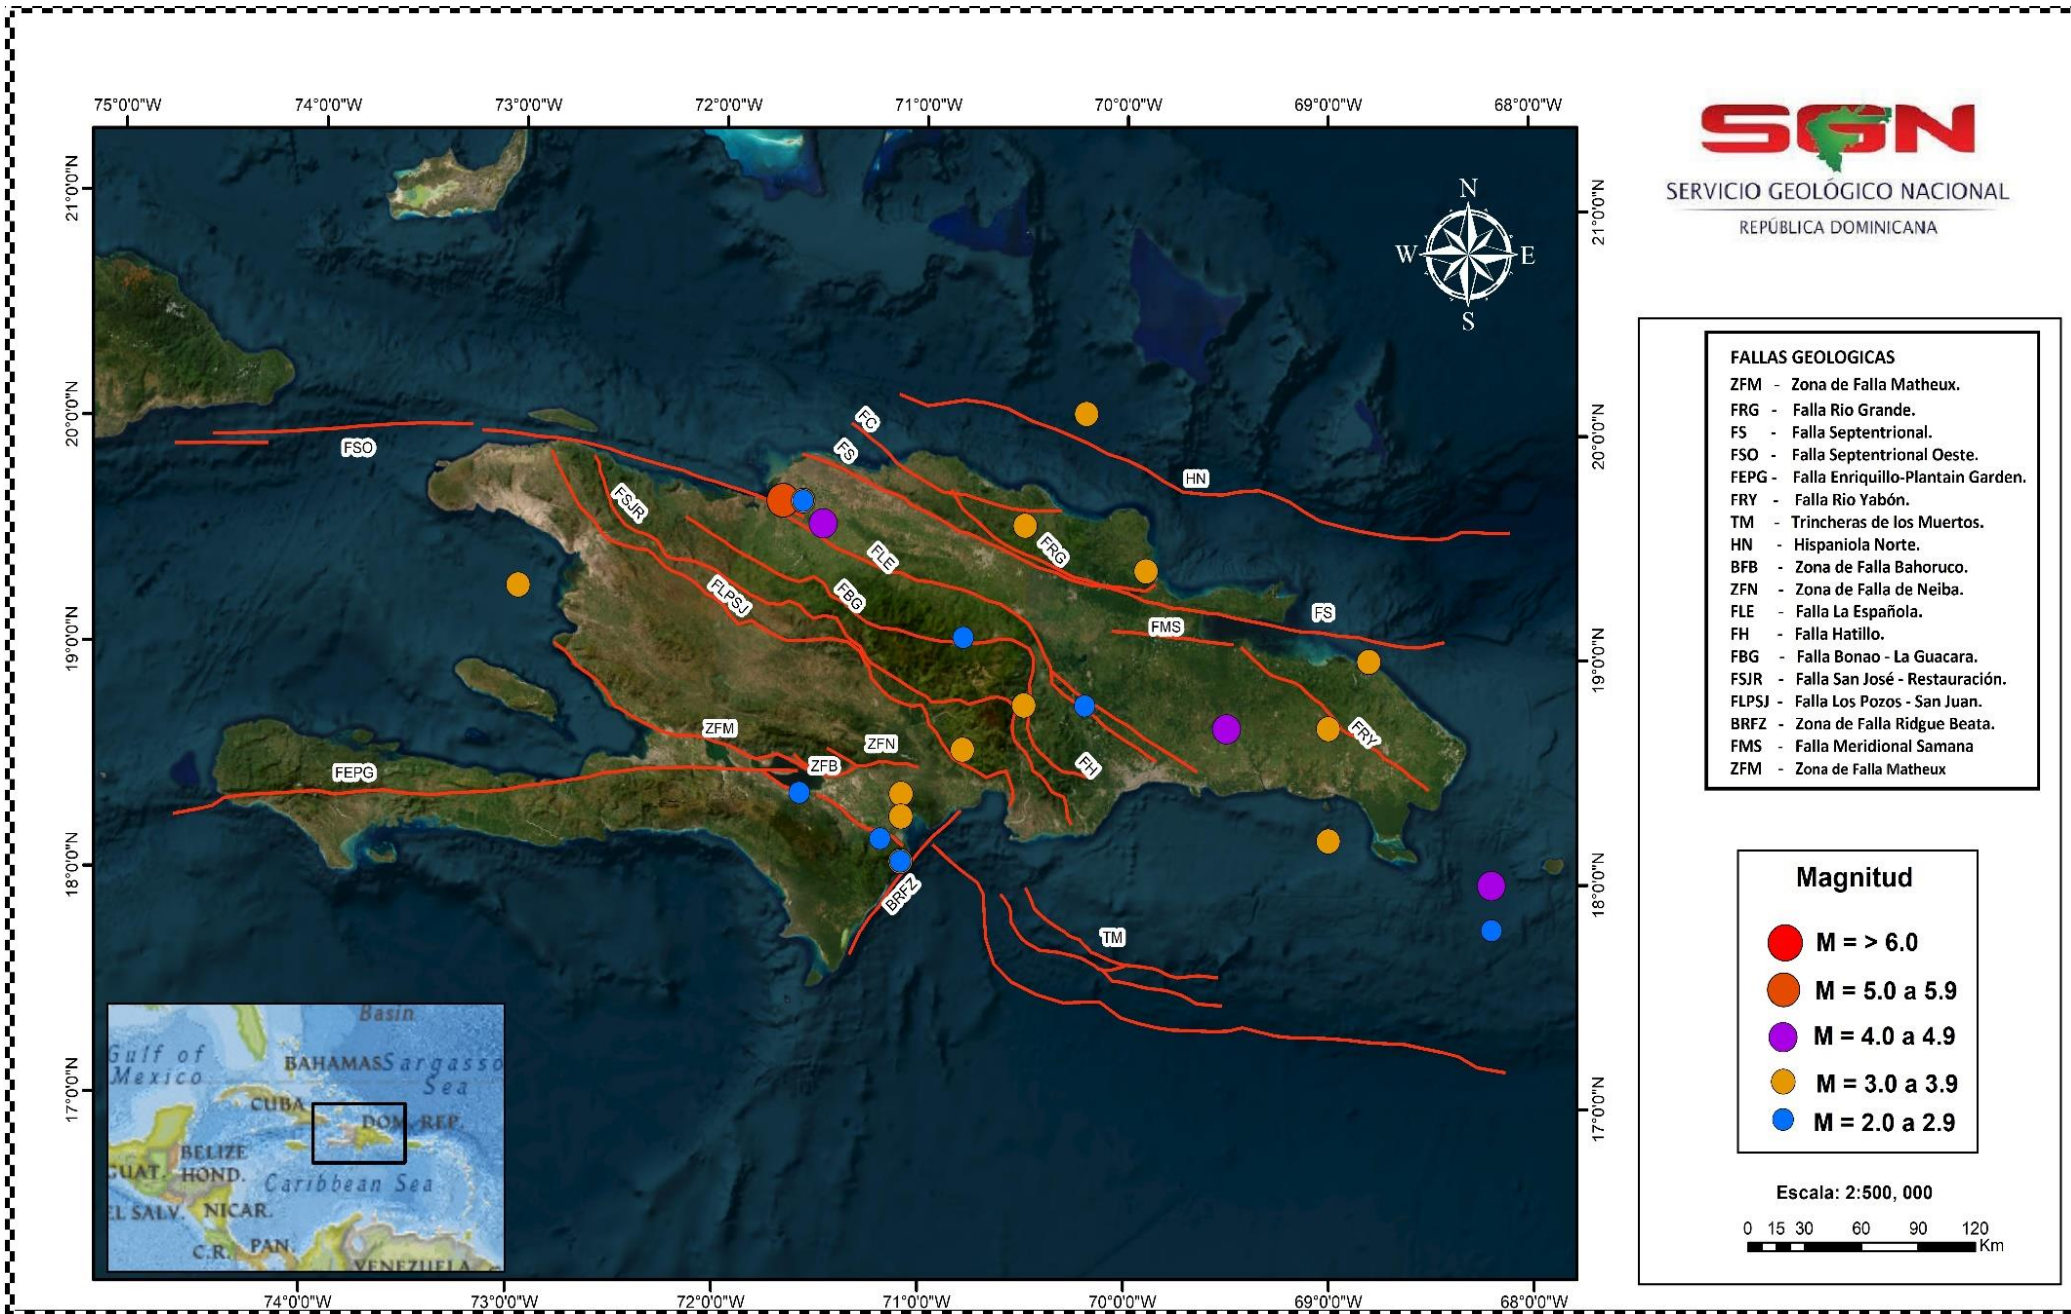 75°0'0"W 74°0'0"W 73°0'0"W 72°0'0"W 71°0'0"W 70°0'0"W 69°0'0"W 68°0'0"W
21°0'0"N
20°0'0"N
19°0'0"N
18°0'0"N
17°0'0"N
N
W E
S
FSO
FC
FS
HN
FSJR
FRG
FLE
FBG
FLPSJ
FS
FMS
ZFM
ZFN
ZFB
FRY
FH
FEPG
BRFZ
TM
21°0'0"N
20°0'0"N
19°0'0"N
18°0'0"N
17°0'0"N
Basin
Gulf of
Mexico
BAHAMAS
Sargasso
Sea
CUBA
DOM. REP.
BELIZE
GUAT. HOND.
Caribbean Sea
EL SALV. NICAR.
C.R. PAN.
VENEZUELA
74°0'0"W 73°0'0"W 72°0'0"W 71°0'0"W 70°0'0"W 69°0'0"W 68°0'0"W
SGN
SERVICIO GEOLÓGICO NACIONAL
REPÚBLICA DOMINICANA
FALLAS GEOLOGICAS
ZFM - Zona de Falla Matheux.
FRG - Falla Rio Grande.
FS - Falla Septentrional.
FSO - Falla Septentrional Oeste.
FEPG - Falla Enriquillo-Plantain Garden.
FRY - Falla Rio Yabón.
TM - Trincheras de los Muertos.
HN - Hispaniola Norte.
BFB - Zona de Falla Bahoruco.
ZFN - Zona de Falla de Neiba.
FLE - Falla La Española.
FH - Falla Hatillo.
FBG - Falla Bonao - La Guacara.
FSJR - Falla San José - Restauración.
FLPSJ - Falla Los Pozos - San Juan.
BRFZ - Zona de Falla Ridgue Beata.
FMS - Falla Meridional Samana
ZFM - Zona de Falla Matheux
Magnitud
M = > 6.0
M = 5.0 a 5.9
M = 4.0 a 4.9
M = 3.0 a 3.9
M = 2.0 a 2.9
Escala: 2:500, 000
0 15 30 60 90 120
Km